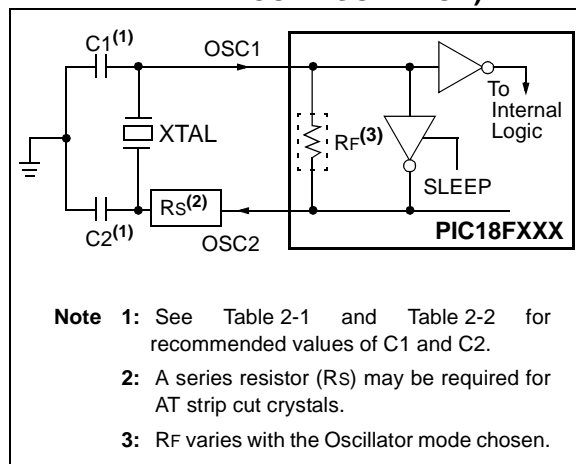 C1(1)
OSC1
To
Internal
Logic
XTAL
RF(3)
SLEEP
RS(2)
C2(1)
OSC2
PIC18FXXX
Note 1: See Table 2-1 and Table 2-2 for
recommended values of C1 and C2.
2: A series resistor (RS) may be required for
AT strip cut crystals.
3: RF varies with the Oscillator mode chosen.